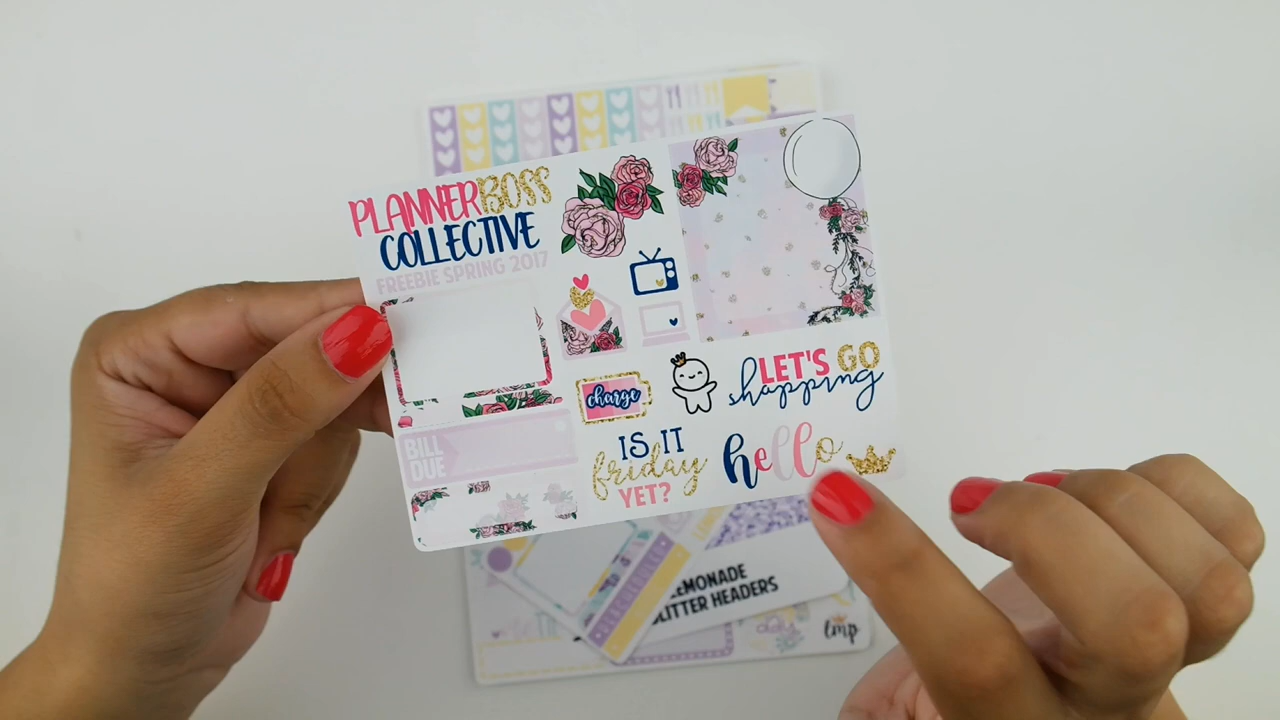 PLANNER BOSS
COLLECTIVE
FREEBIE SPRING 2017
charge
LET'S GO
shopping
BILL
DUE
IS IT
friday
YET?
hello
LEMONADE
GLITTER HEADERS
lmp